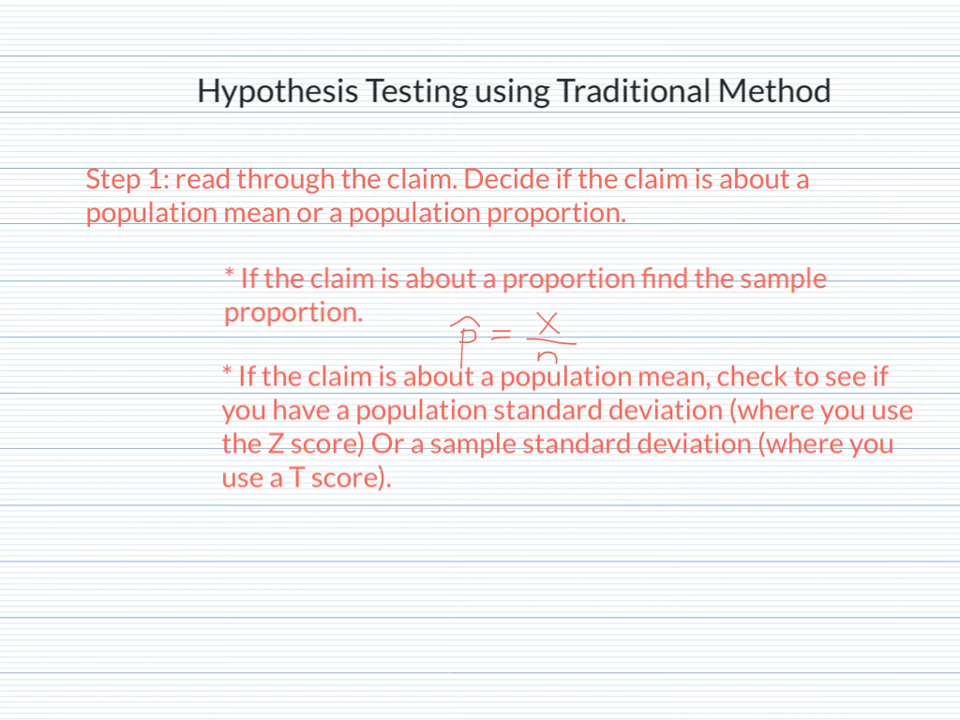 Hypothesis Testing using Traditional Method
Step 1: read through the claim. Decide if the claim is about a
population mean or a population proportion.
* If the claim is about a proportion find the sample
proportion.
p̂ = x/n
* If the claim is about a population mean, check to see if
you have a population standard deviation (where you use
the Z score) Or a sample standard deviation (where you
use a T score).